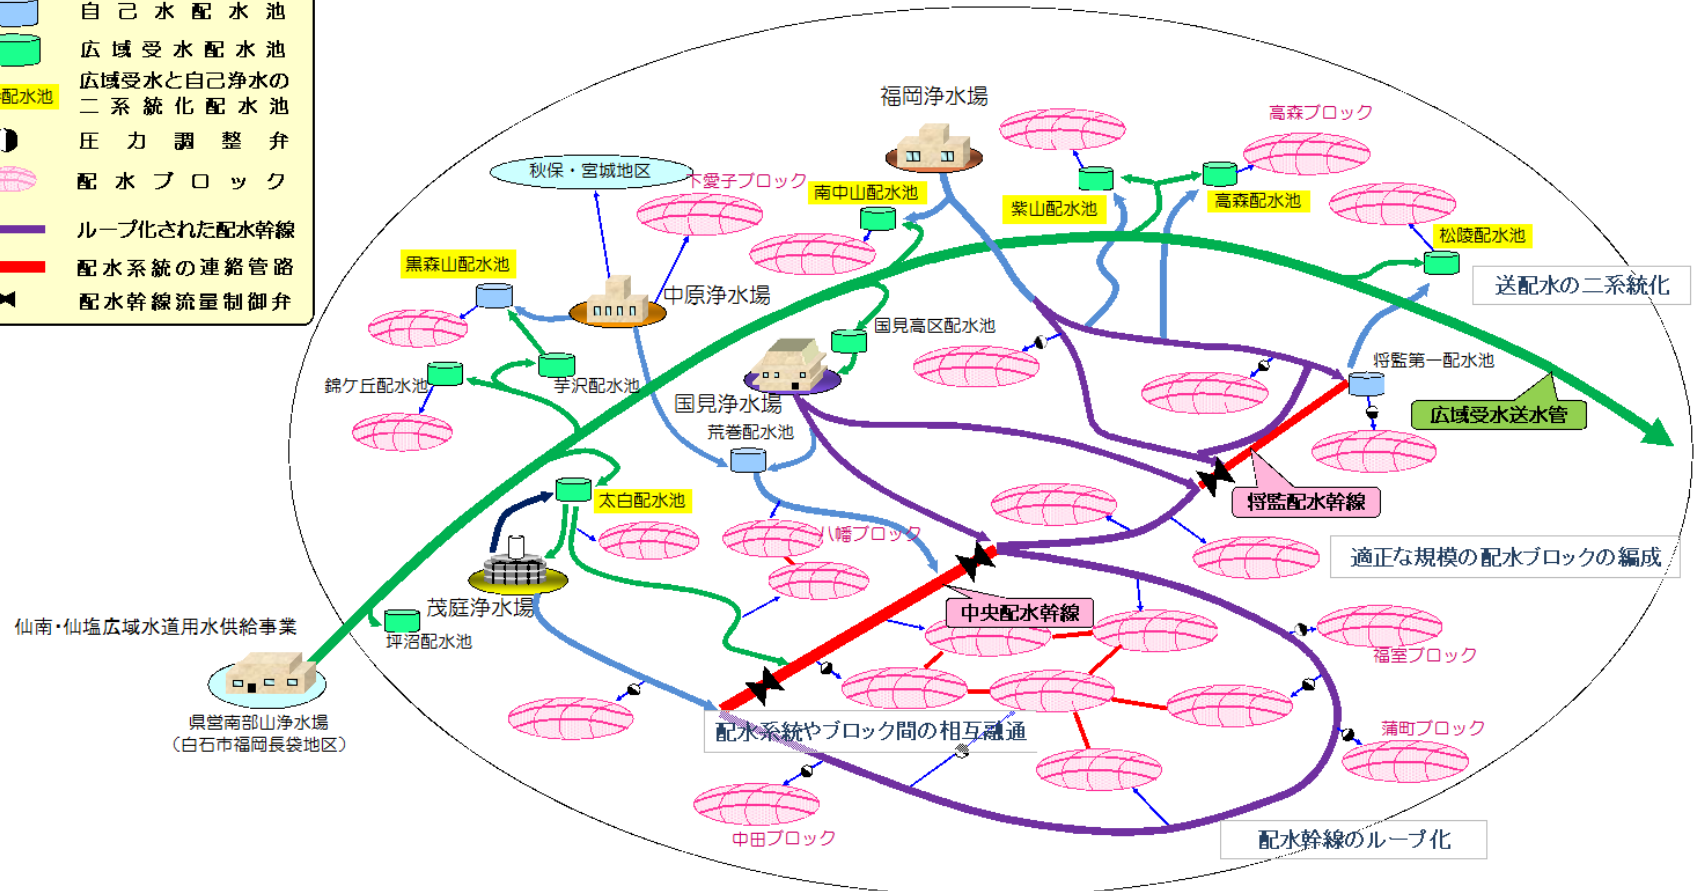 自己水配水池
広域受水配水池
広域受水と自己浄水の
二系統化配水池
配水池
圧力調整弁
配水ブロック
ループ化された配水幹線
配水系統の連絡管路
配水幹線流量制御弁
福岡浄水場
高森ブロック
秋保・宮城地区
下愛子ブロック
南中山配水池
紫山配水池
高森配水池
松陵配水池
黒森山配水池
中原浄水場
送配水の二系統化
国見高区配水池
将監第一配水池
錦ケ丘配水池
芋沢配水池
国見浄水場
広域受水送水管
荒巻配水池
太白配水池
将監配水幹線
八幡ブロック
適正な規模の配水ブロックの編成
茂庭浄水場
中央配水幹線
仙南・仙塩広域水道用水供給事業
坪沼配水池
福室ブロック
県営南部山浄水場
（白石市福岡長袋地区）
配水系統やブロック間の相互融通
蒲町ブロック
中田ブロック
配水幹線のループ化